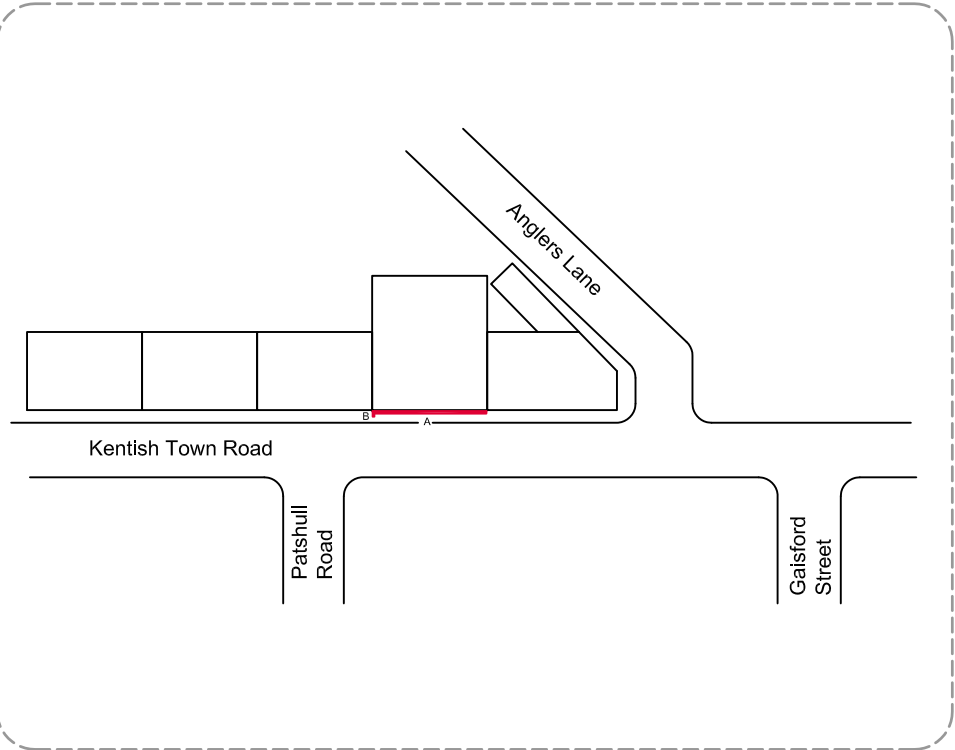 Anglers Lane
B
A
Kentish Town Road
Patshull
Road
Gaisford
Street